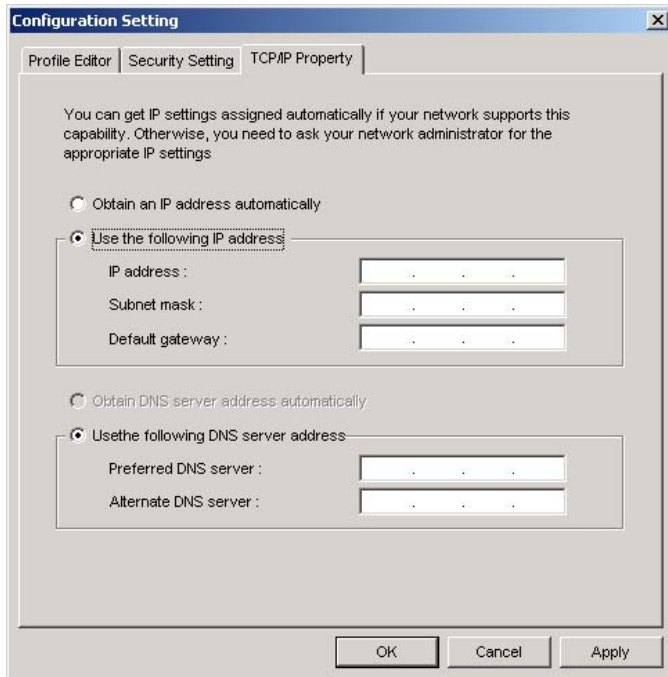 Configuration Setting
Profile Editor
Security Setting
TCP/IP Property
You can get IP settings assigned automatically if your network supports this
capability. Otherwise, you need to ask your network administrator for the
appropriate IP settings
Obtain an IP address automatically
Use the following IP address
IP address :
Subnet mask :
Default gateway :
Obtain DNS server address automatically
Usethe following DNS server address
Preferred DNS server :
Alternate DNS server :
OK
Cancel
Apply